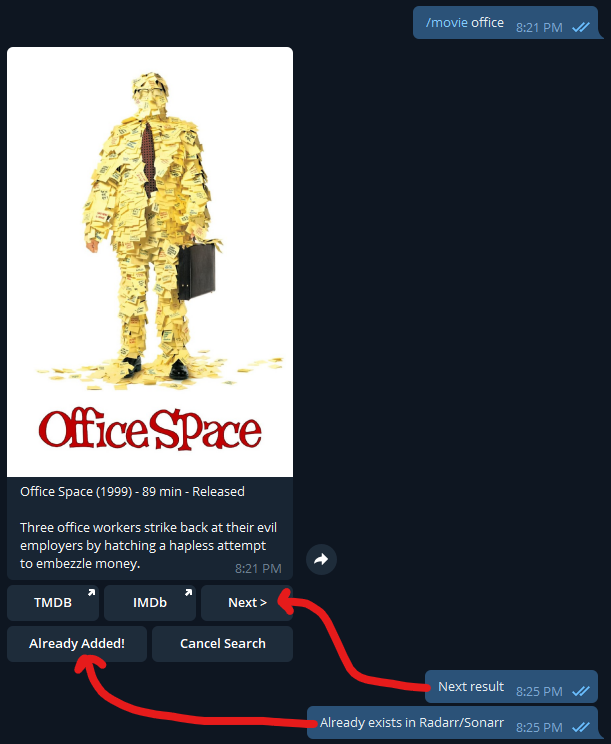 /movie office 8:21 PM
Office Space
Office Space (1999) - 89 min - Released
Three office workers strike back at their evil
employers by hatching a hapless attempt
to embezzle money.
8:21 PM
TMDB IMDb Next >
Already Added! Cancel Search
Next result 8:25 PM
Already exists in Radarr/Sonarr 8:25 PM